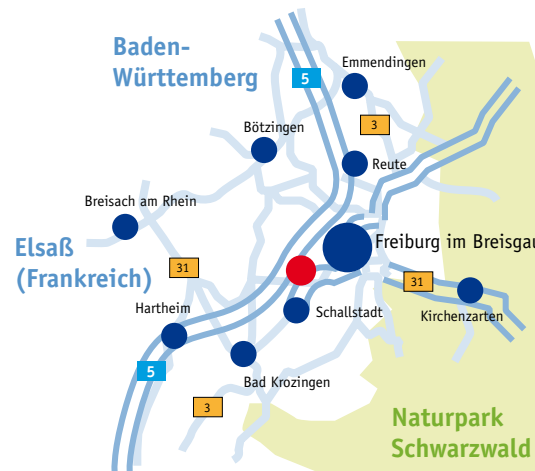 Baden-
Württemberg
Emmendingen
5
3
Bötzingen
Reute
Breisach am Rhein
Elsaß
(Frankreich)
Freiburg im Breisgau
31
31
Hartheim
Schallstadt
Kirchenzarten
5
Bad Krozingen
3
Naturpark
Schwarzwald